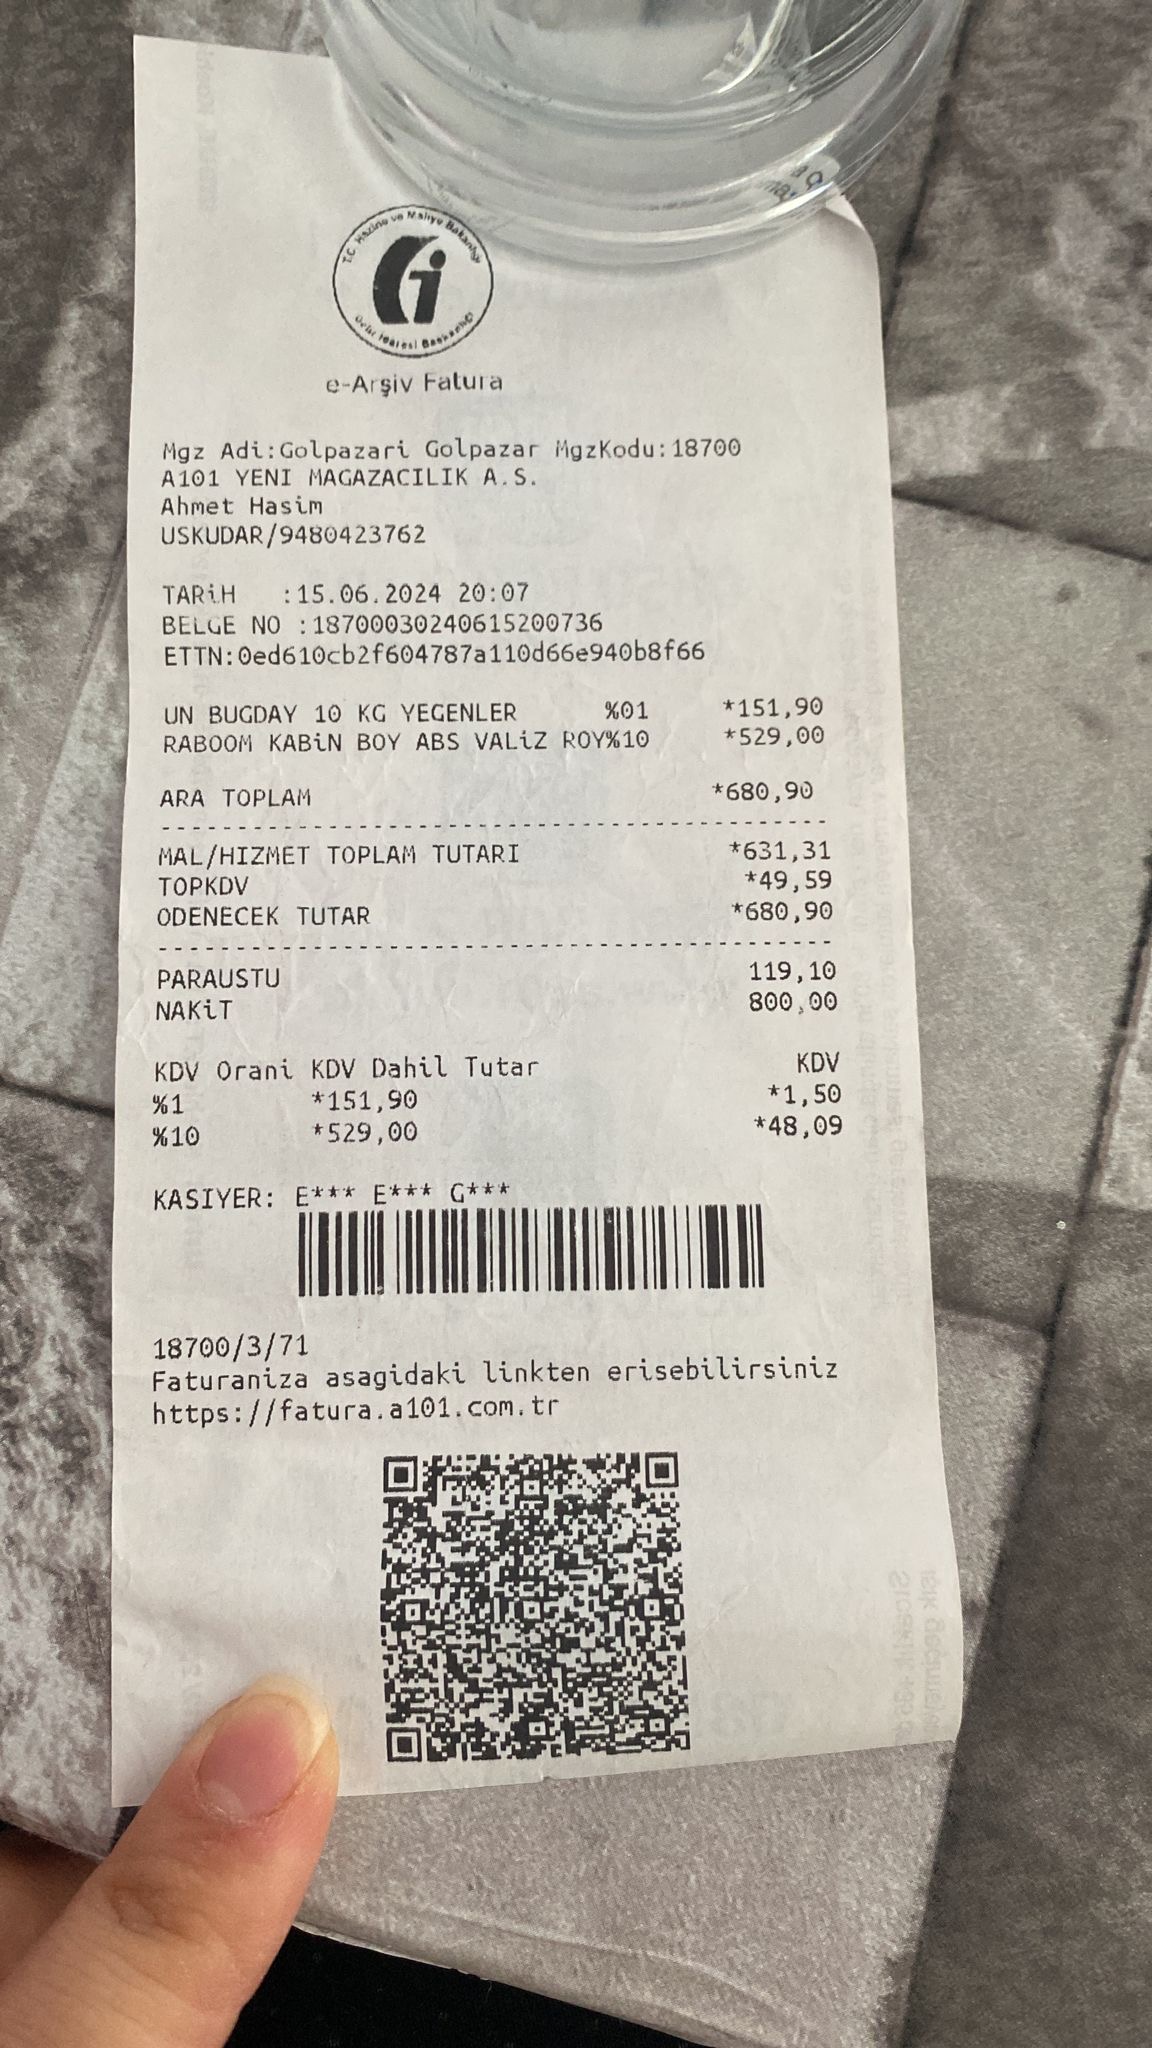 T.C. Hazine ve Maliye Bakanlığı
Gelir İdaresi Başkanlığı
e-Arşiv Fatura
Mgz Adi:Golpazari Golpazar MgzKodu:18700
A101 YENI MAGAZACILIK A.S.
Ahmet Hasim
USKUDAR/9480423762
TARiH :15.06.2024 20:07
BELGE NO :18700030240615200736
ETTN:0ed610cb2f604787a110d66e940b8f66
UN BUGDAY 10 KG YEGENLER %01 *151,90
RABOOM KABiN BOY ABS VALiZ ROY%10 *529,00
ARA TOPLAM *680,90
MAL/HIZMET TOPLAM TUTARI *631,31
TOPKDV *49,59
ODENECEK TUTAR *680,90
PARAUSTU 119,10
NAKiT 800,00
KDV Orani KDV Dahil Tutar KDV
%1 *151,90 *1,50
%10 *529,00 *48,09
KASIYER: E*** E*** G***
18700/3/71
Faturaniza asagidaki linkten erisebilirsiniz
https://fatura.a101.com.tr